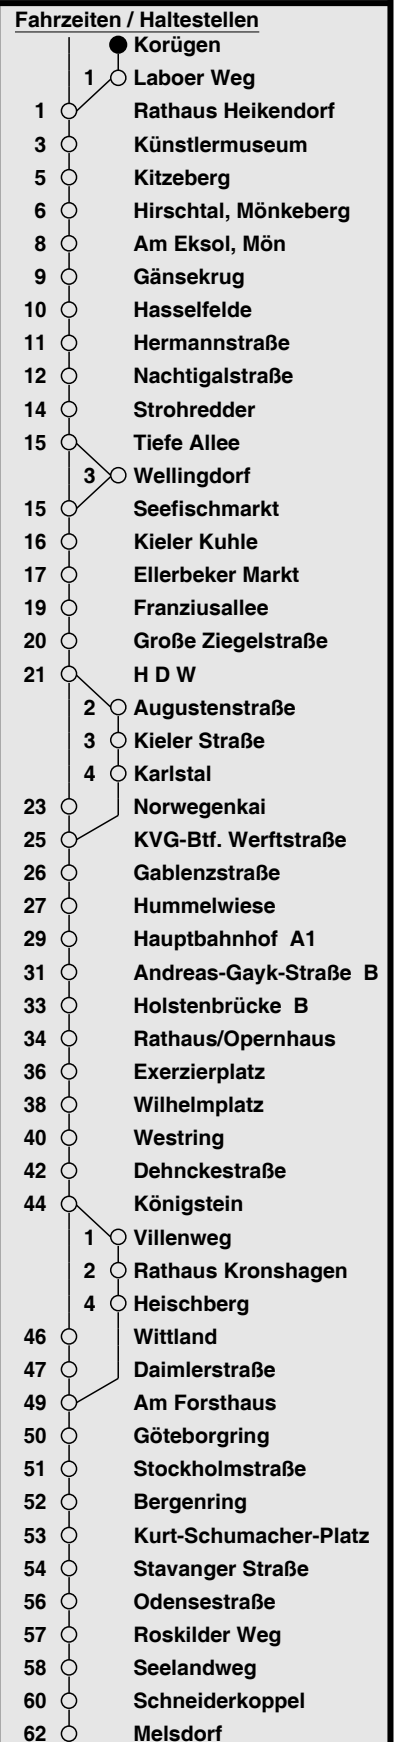 Fahrzeiten / Haltestellen
Korügen
1 Laboer Weg
1 Rathaus Heikendorf
3 Künstlermuseum
5 Kitzeberg
6 Hirschtal, Mönkeberg
8 Am Eksol, Mön
9 Gänsekrug
10 Hasselfelde
11 Hermannstraße
12 Nachtigalstraße
14 Strohredder
15 Tiefe Allee
3 Wellingdorf
15 Seefischmarkt
16 Kieler Kuhle
17 Ellerbeker Markt
19 Franziusallee
20 Große Ziegelstraße
21 H D W
2 Augustenstraße
3 Kieler Straße
4 Karlstal
23 Norwegenkai
25 KVG-Btf. Werftstraße
26 Gablenzstraße
27 Hummelwiese
29 Hauptbahnhof A1
31 Andreas-Gayk-Straße B
33 Holstenbrücke B
34 Rathaus/Opernhaus
36 Exerzierplatz
38 Wilhelmplatz
40 Westring
42 Dehnckestraße
44 Königstein
1 Villenweg
2 Rathaus Kronshagen
4 Heischberg
46 Wittland
47 Daimlerstraße
49 Am Forsthaus
50 Göteborgring
51 Stockholmstraße
52 Bergenring
53 Kurt-Schumacher-Platz
54 Stavanger Straße
56 Odensestraße
57 Roskilder Weg
58 Seelandweg
60 Schneiderkoppel
62 Melsdorf